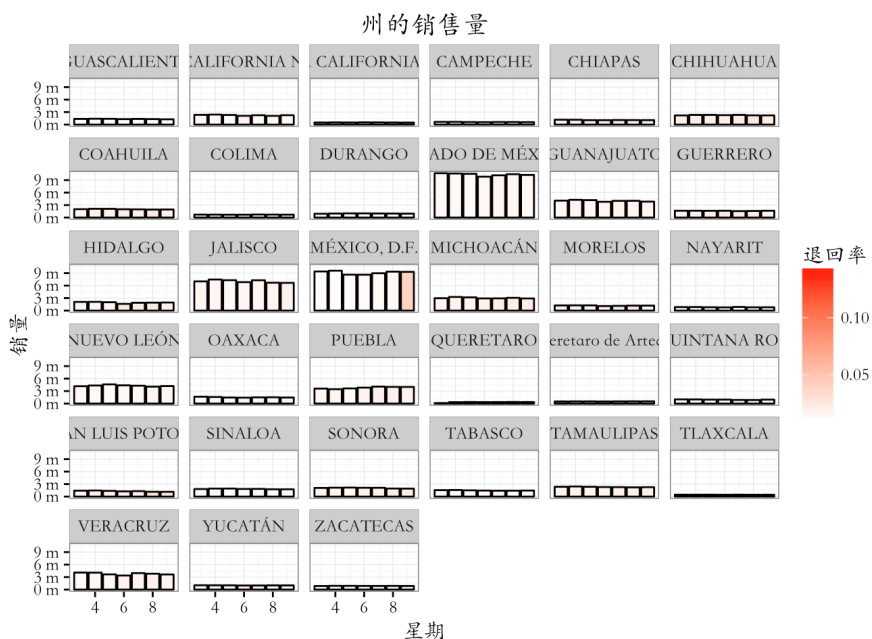 州的销售量
GUASCALIENT CALIFORNIA N . CALIFORNIA CAMPECHE CHIAPAS CHIHUAHUA
9 m
6 m
3 m
0 m
COAHUILA COLIMA DURANGO ADO DE MÉX GUANAJUATO GUERRERO
9 m
6 m
3 m
0 m
HIDALGO JALISCO MÉXICO, D.F. MICHOACÁN MORELOS NAYARIT
9 m
6 m
3 m
0 m
NUEVO LEÓN OAXACA PUEBLA QUERETARO eretaro de Artea UINTANA RO
9 m
6 m
3 m
0 m
AN LUIS POTO SINALOA SONORA TABASCO TAMAULIPAS TLAXCALA
9 m
6 m
3 m
0 m
VERACRUZ YUCATÁN ZACATECAS
9 m
6 m
3 m
0 m
4 6 8 4 6 8 4 6 8
星期
销量
退回率
0.10
0.05